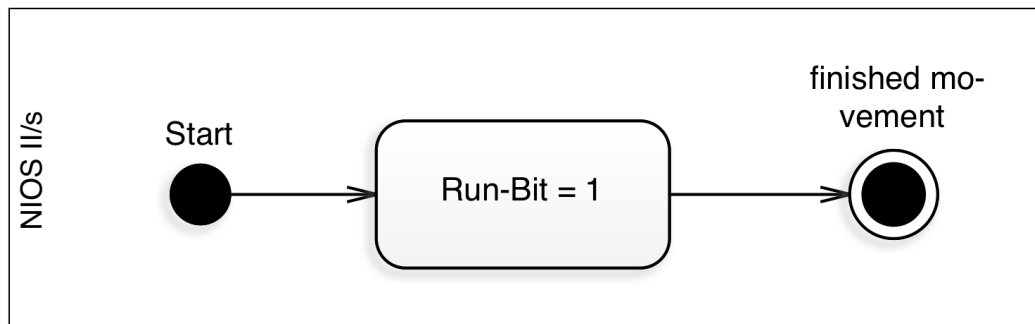 NIOS II/s
Start
Run-Bit = 1
finished mo-
vement